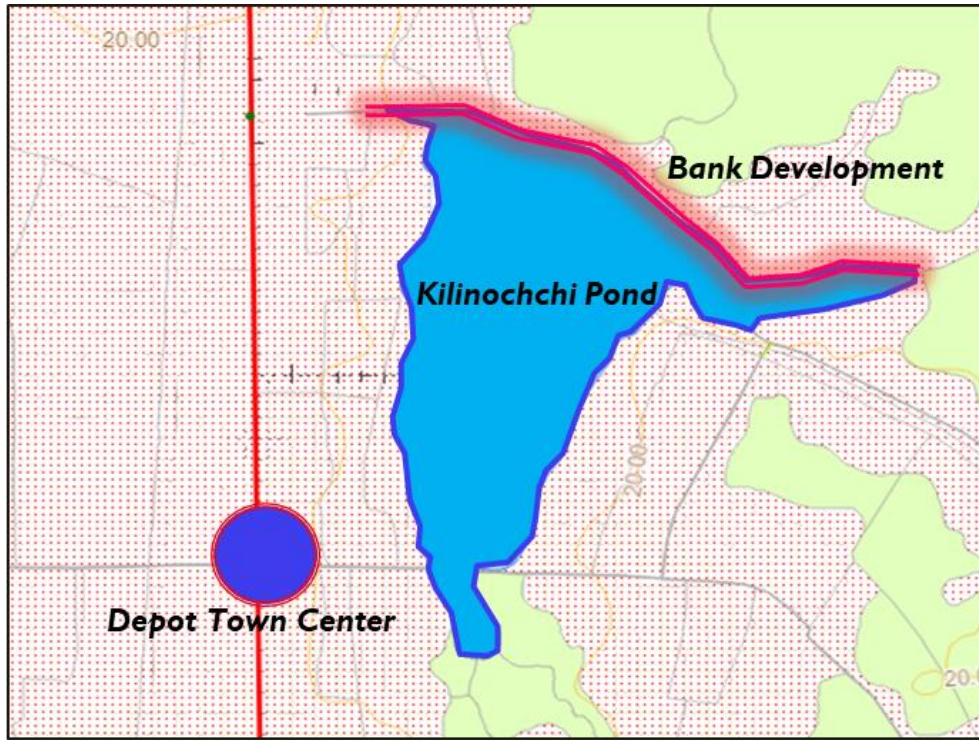 20.00
Bank Development
Kilinochchi Pond
20.00
Depot Town Center
20.0